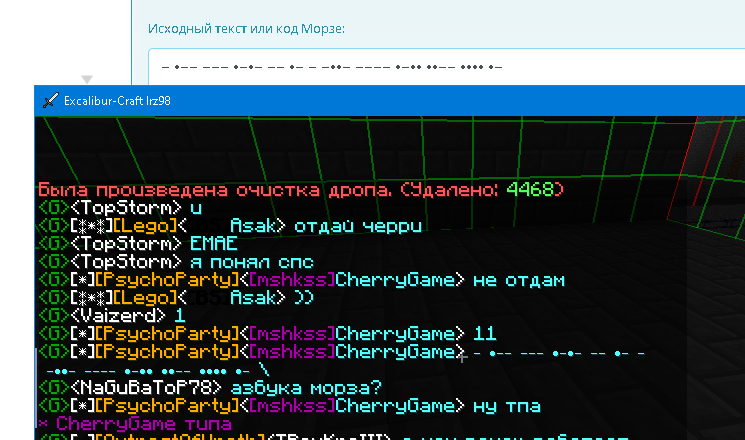 Исходный текст или код Морзе:
– •–– ––– •–•– –– •– – –••– –––– •–•• ••–– •••• •–
Excalibur-Craft lrz98
Была произведена очистка дропа. (Удалено: 4468)
<G><TopStorm> и
<G>[*•*][Lego]< Asak> отдай черри
<G><TopStorm> ЕМАЕ
<G><TopStorm> я понял спс
<G>[*][PsychoParty]<[mshkss]CherryGame> не отдам
<G>[*•*][Lego]< Asak> ))
<G><Vaizerd> 1
<G>[*][PsychoParty]<[mshkss]CherryGame> 11
<G>[*][PsychoParty]<[mshkss]CherryGame> – •–– ––– •–•– –– •– –
–••– –––– •–•• ••–– •••• •– \
<G><NaGuBaToP78> азбука морза?
<G>[*][PsychoParty]<[mshkss]CherryGame> ну тпа
* CherryGame типа